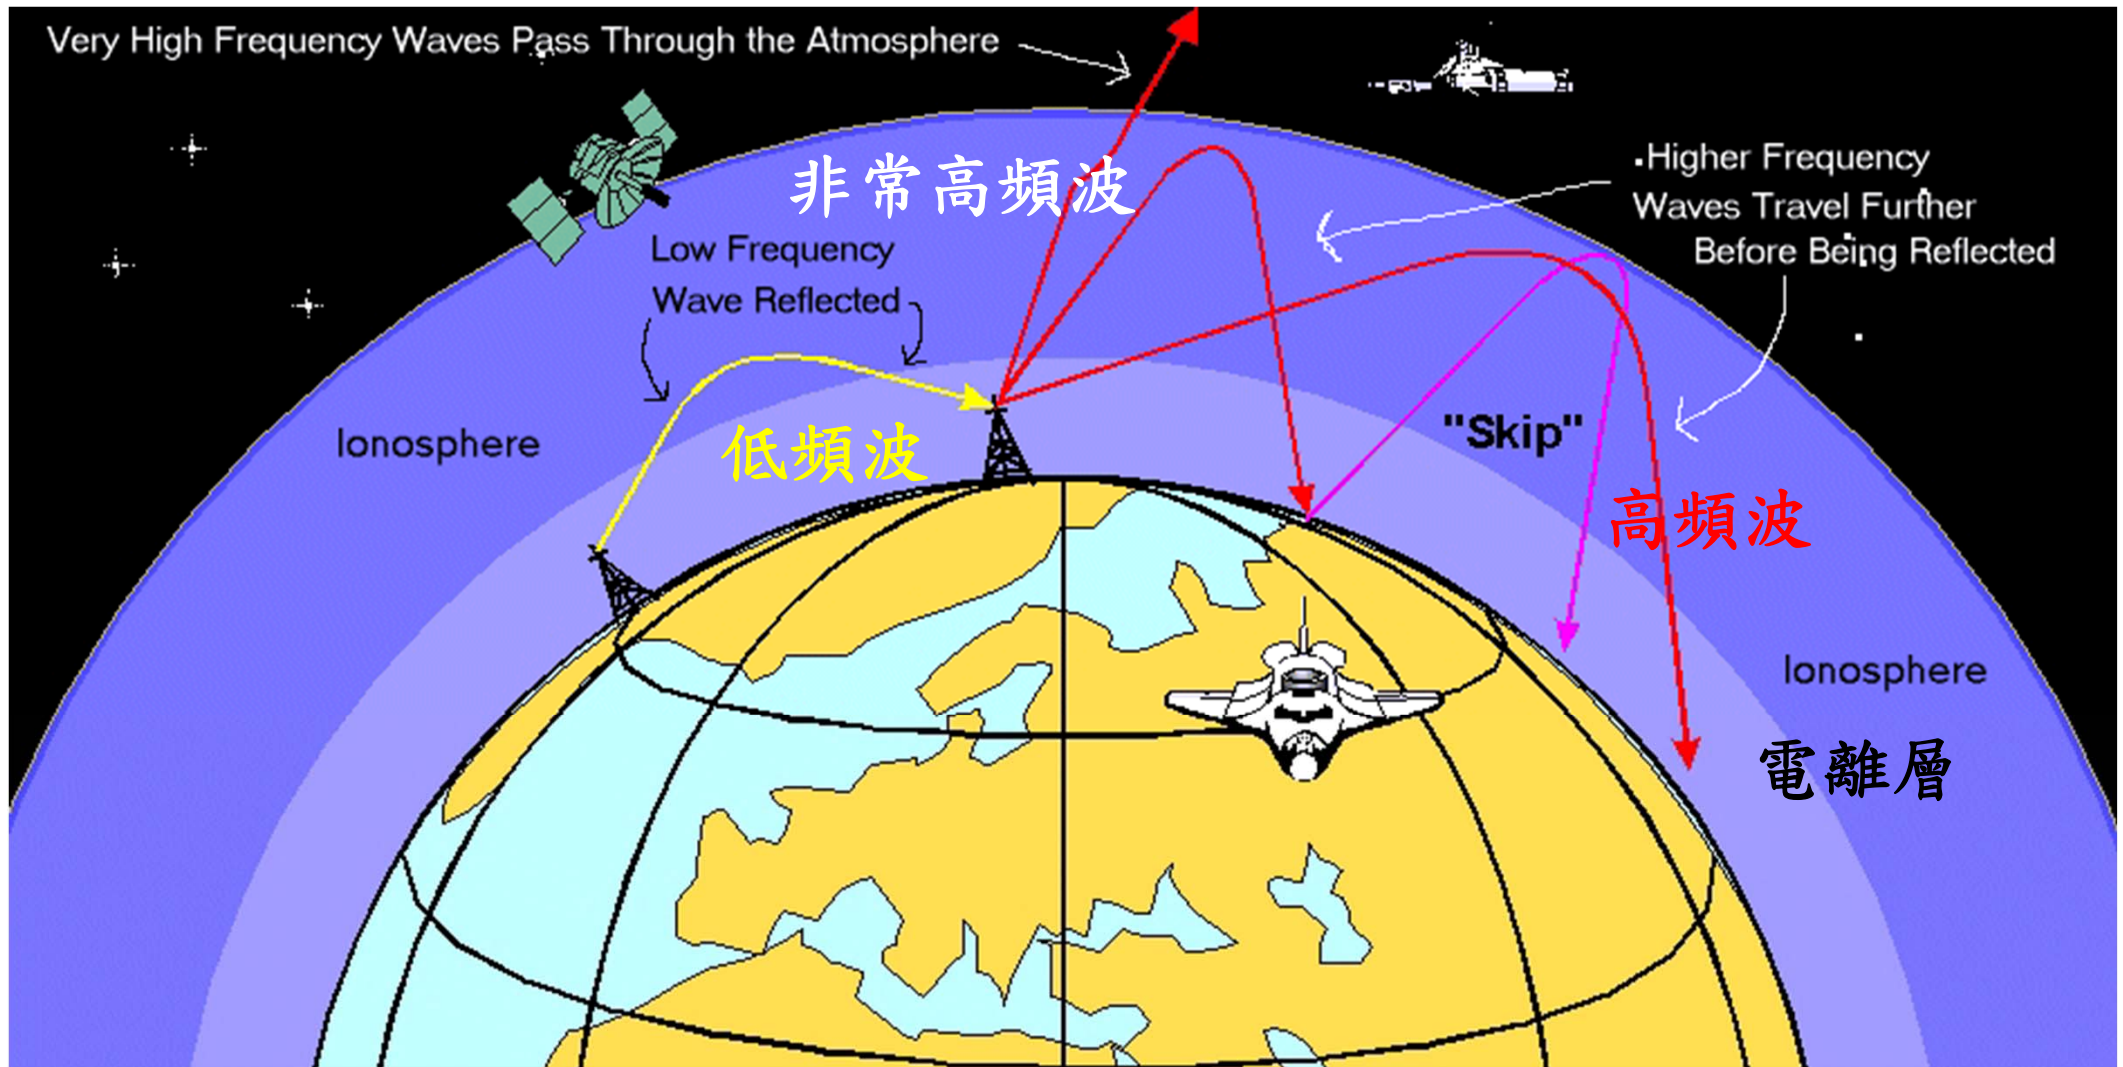 Very High Frequency Waves Pass Through the Atmosphere
Higher Frequency
Waves Travel Further
Before Being Reflected
非常高頻波
Low Frequency
Wave Reflected
低頻波
Ionosphere
"Skip"
高頻波
Ionosphere
電離層